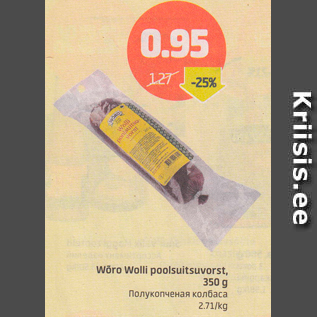 0.95
1.27
-25%
Wõro Wolli poolsuitsuvorst,
350 g
Полукопченая колбаса
2.71/kg
Kriisis.ee